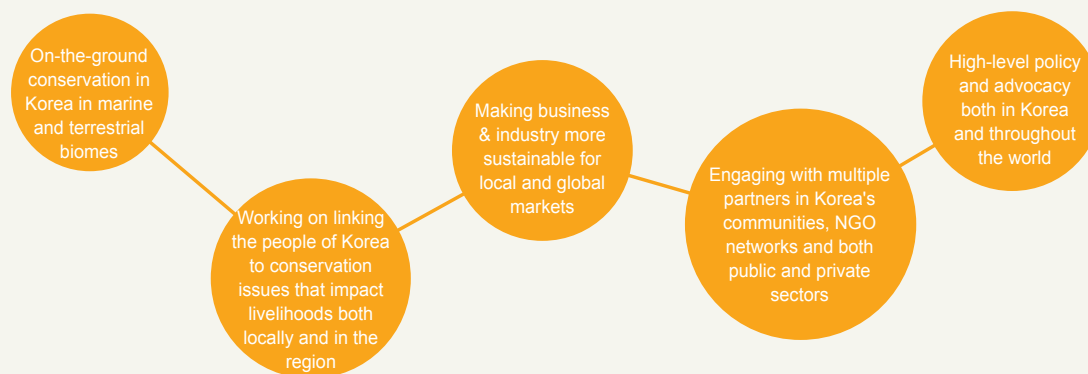 On-the-ground
conservation in
Korea in marine
and terrestrial
biomes
Working on linking
the people of Korea
to conservation
issues that impact
livelihoods both
locally and in the
region
Making business
& industry more
sustainable for
local and global
markets
Engaging with multiple
partners in Korea's
communities, NGO
networks and both
public and private
sectors
High-level policy
and advocacy
both in Korea
and throughout
the world